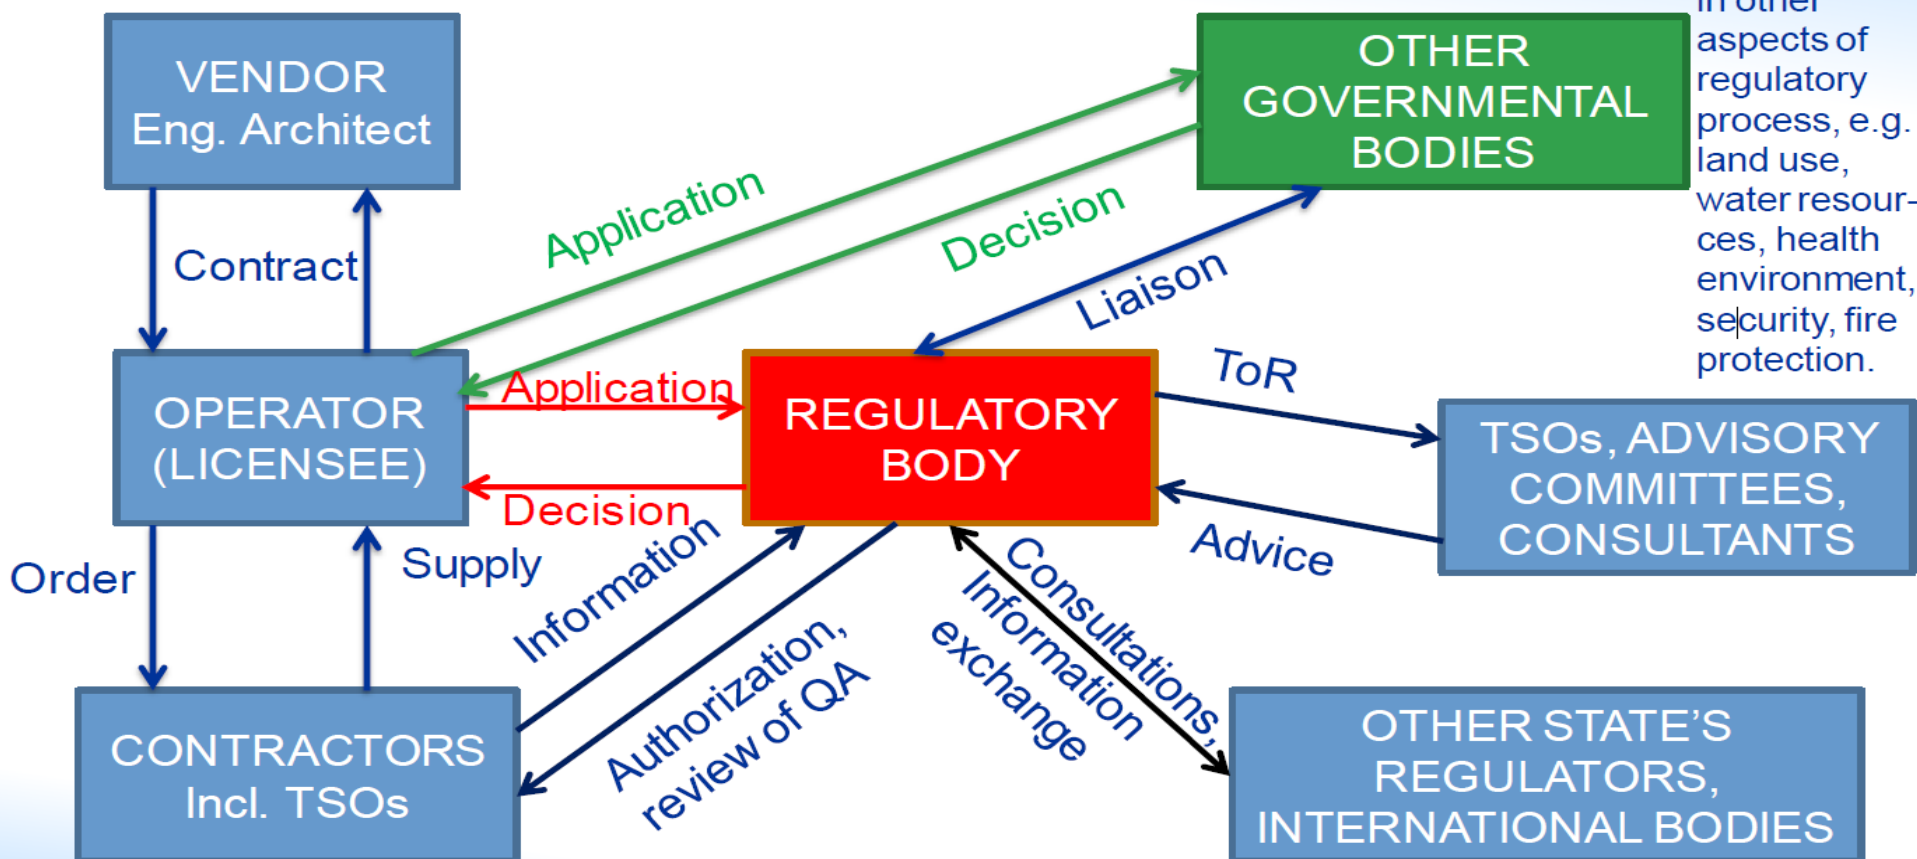 VENDOR
Eng. Architect
OTHER
GOVERNMENTAL
BODIES
in other
aspects of
regulatory
process, e.g.
land use,
water resour-
ces, health
environment,
security, fire
protection.
Application
Decision
Liaison
Contract
OPERATOR
(LICENSEE)
Application
Decision
REGULATORY
BODY
ToR
Advice
TSOs, ADVISORY
COMMITTEES,
CONSULTANTS
Order
Supply
Information
Authorization,
review of QA
Consultations,
Information
exchange
CONTRACTORS
Incl. TSOs
OTHER STATE’S
REGULATORS,
INTERNATIONAL BODIES